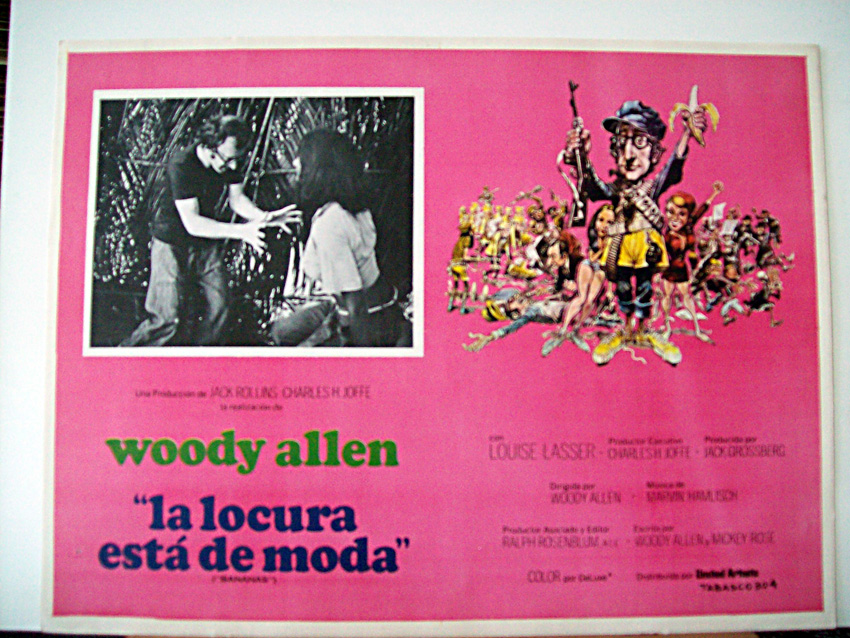 Una Producción de JACK ROLLINS-CHARLES H. JOFFE
la realización de
woody allen
"la locura
está de moda"
("BANANAS")
con LOUISE LASSER - Productor Ejecutivo CHARLES H. JOFFE - Producida por JACK GROSSBERG
Dirigida por WOODY ALLEN - Música de MARVIN HAMLISCH
Productor Asociado y Editor RALPH ROSENBLUM, A.C.E. - Escrito por WOODY ALLEN y MICKEY ROSE
COLOR por DeLuxe® Distribuida por United Artists
TABASCO 804